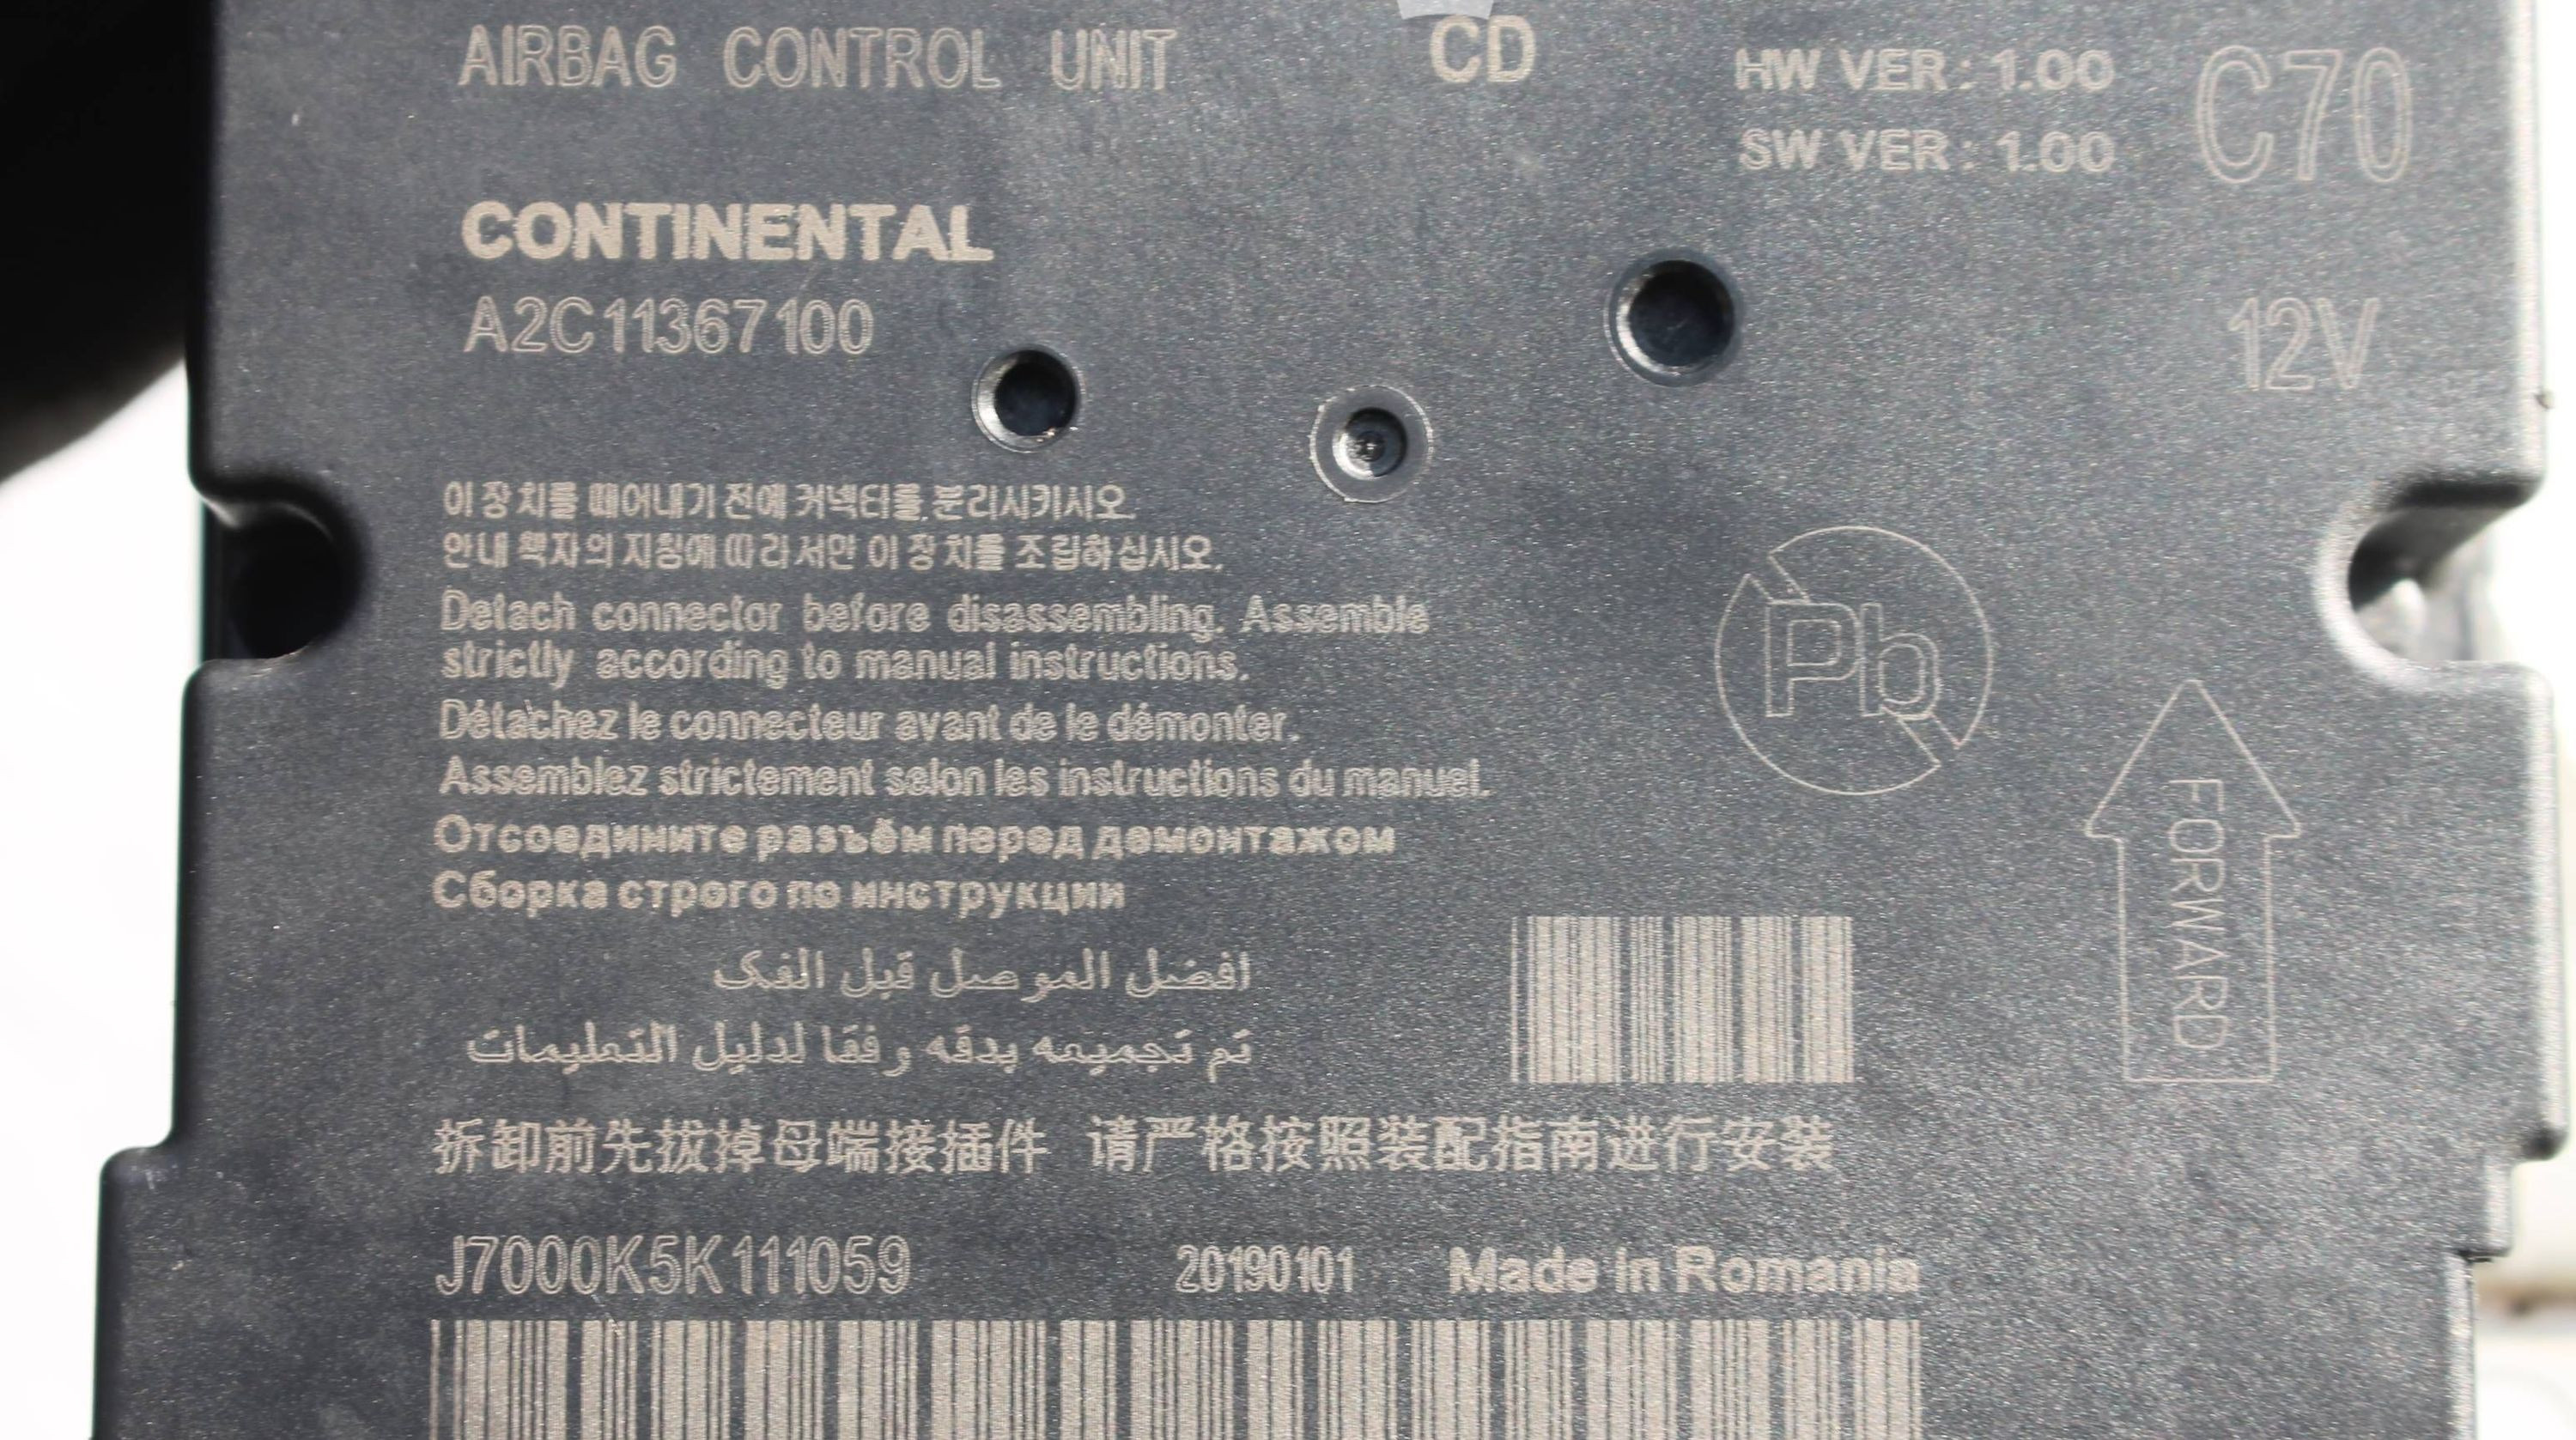 AIRBAG CONTROL UNIT
CD
HW VER: 1.00
SW VER: 1.00
C70
CONTINENTAL
A2C11367100
12V
이 장치를 떼어내기 전에 커넥터를 분리시키시오.
안내 책자의 지침에 따라서만 이 장치를 조립하십시오.
Detach connector before disassembling. Assemble
strictly according to manual instructions.
Détachez le connecteur avant de le démonter.
Assemblez strictement selon les instructions du manuel.
Отсоедините разъём перед демонтажом
Сборка строго по инструкции
افضل الموصل قبل الفك
تم تجميعه بدقه وفقا لدليل التعليمات
拆卸前先拔掉母端接插件 请严格按照装配指南进行安装
Pb
FORWARD
J7000K5K111059
20190101
Made in Romania